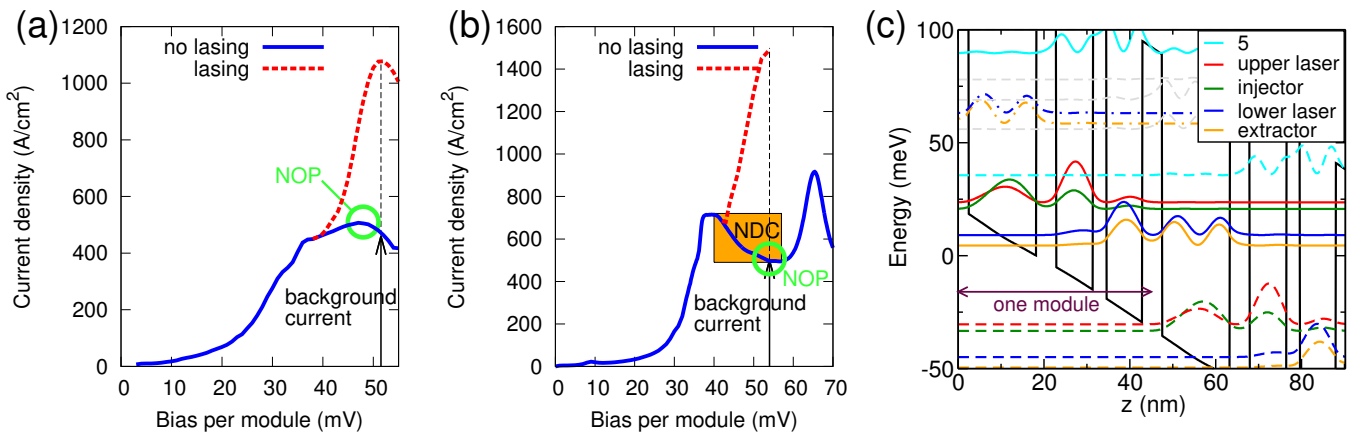 (a)
no lasing
lasing
NOP
background
current
Current density (A/cm²)
0
200
400
600
800
1000
1200
0
10
20
30
40
50
Bias per module (mV)
(b)
no lasing
lasing
NDC
NOP
background
current
Current density (A/cm²)
0
200
400
600
800
1000
1200
1400
1600
0
10
20
30
40
50
60
70
Bias per module (mV)
(c)
5
upper laser
injector
lower laser
extractor
one module
Energy (meV)
-50
0
50
100
0
20
40
60
80
z (nm)